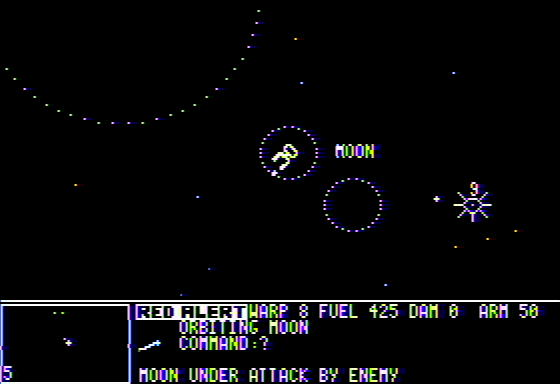 MOON
9
RED ALERT WARP 8 FUEL 425 DAM 0 ARM 50
ORBITING MOON
COMMAND:?
5
MOON UNDER ATTACK BY ENEMY